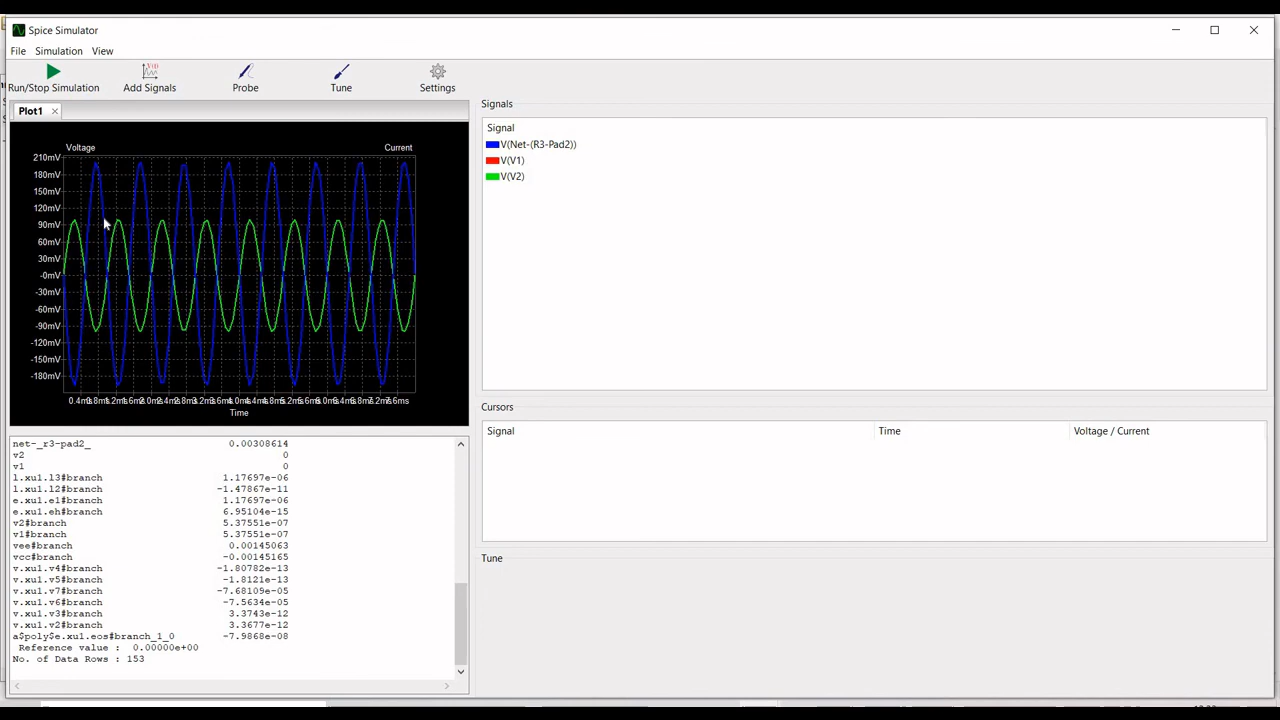 Spice Simulator
File Simulation View
Run/Stop Simulation Add Signals Probe Tune Settings
Plot1
Voltage Current
210mV
180mV
150mV
120mV
90mV
60mV
30mV
-0mV
-30mV
-60mV
-90mV
-120mV
-150mV
-180mV
Time
net-_r3-pad2_ 0.00308614
v2 0
v1 0
l.xu1.l3#branch 1.17697e-06
l.xu1.l2#branch -1.47867e-11
e.xu1.e1#branch 1.17697e-06
e.xu1.eh#branch 6.95104e-15
v2#branch 5.37551e-07
v1#branch 5.37551e-07
vee#branch 0.00145063
vcc#branch -0.00145165
v.xu1.v4#branch -1.80782e-13
v.xu1.v5#branch -1.8121e-13
v.xu1.v7#branch -7.68109e-05
v.xu1.v6#branch -7.5634e-05
v.xu1.v3#branch 3.3743e-12
v.xu1.v2#branch 3.3677e-12
a$poly$e.xu1.eos#branch_1_0 -7.9868e-08
Reference value : 0.00000e+00
No. of Data Rows : 153
Signals
Signal
V(Net-(R3-Pad2))
V(V1)
V(V2)
Cursors
Signal Time Voltage / Current
Tune